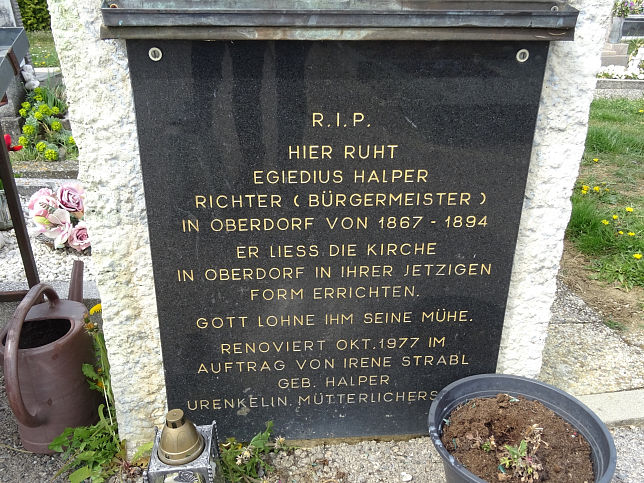 R.I.P.
HIER RUHT
EGIEDIUS HALPER
RICHTER ( BÜRGERMEISTER )
IN OBERDORF VON 1867 - 1894
ER LIESS DIE KIRCHE
IN OBERDORF IN IHRER JETZIGEN
FORM ERRICHTEN.
GOTT LOHNE IHM SEINE MÜHE.
RENOVIERT OKT. 1977 IM
AUFTRAG VON IRENE STRABL
GEB. HALPER
URENKELIN. MÜTTERLICHERS